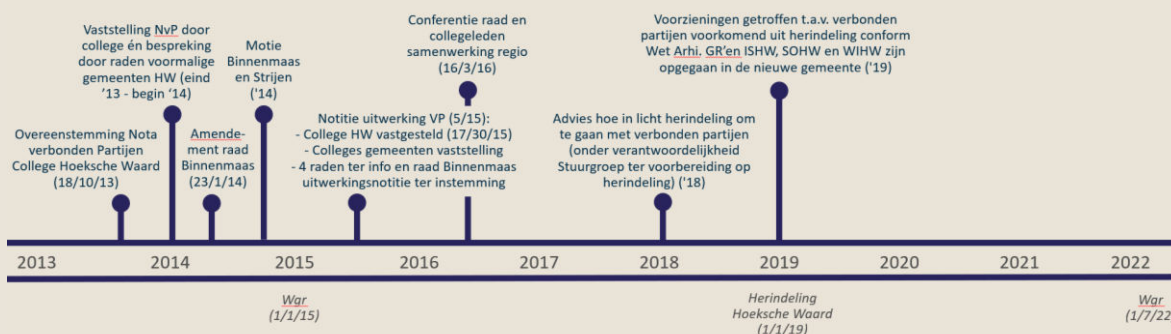 Overeenstemming Nota
verbonden Partijen
College Hoeksche Waard
(18/10/13)
Vaststelling NvP door
college én bespreking
door raden voormalige
gemeenten HW (eind
'13 - begin '14)
Amende-
ment raad
Binnenmaas
(23/1/14)
Motie
Binnenmaas
en Strijen
('14)
Notitie uitwerking VP (5/15):
- College HW vastgesteld (17/30/15)
- Colleges gemeenten vaststelling
- 4 raden ter info en raad Binnenmaas
uitwerkingsnotitie ter instemming
Conferentie raad en
collegeleden
samenwerking regio
(16/3/16)
Advies hoe in licht herindeling om
te gaan met verbonden partijen
(onder verantwoordelijkheid
Stuurgroep ter voorbereiding op
herindeling) ('18)
Voorzieningen getroffen t.a.v. verbonden
partijen voorkomend uit herindeling conform
Wet Arhi. GR'en ISHW, SOHW en WIHW zijn
opgegaan in de nieuwe gemeente ('19)
2013 2014 2015 2016 2017 2018 2019 2020 2021 2022
Wgr
(1/1/15)
Herindeling
Hoeksche Waard
(1/1/19)
Wgr
(1/7/22